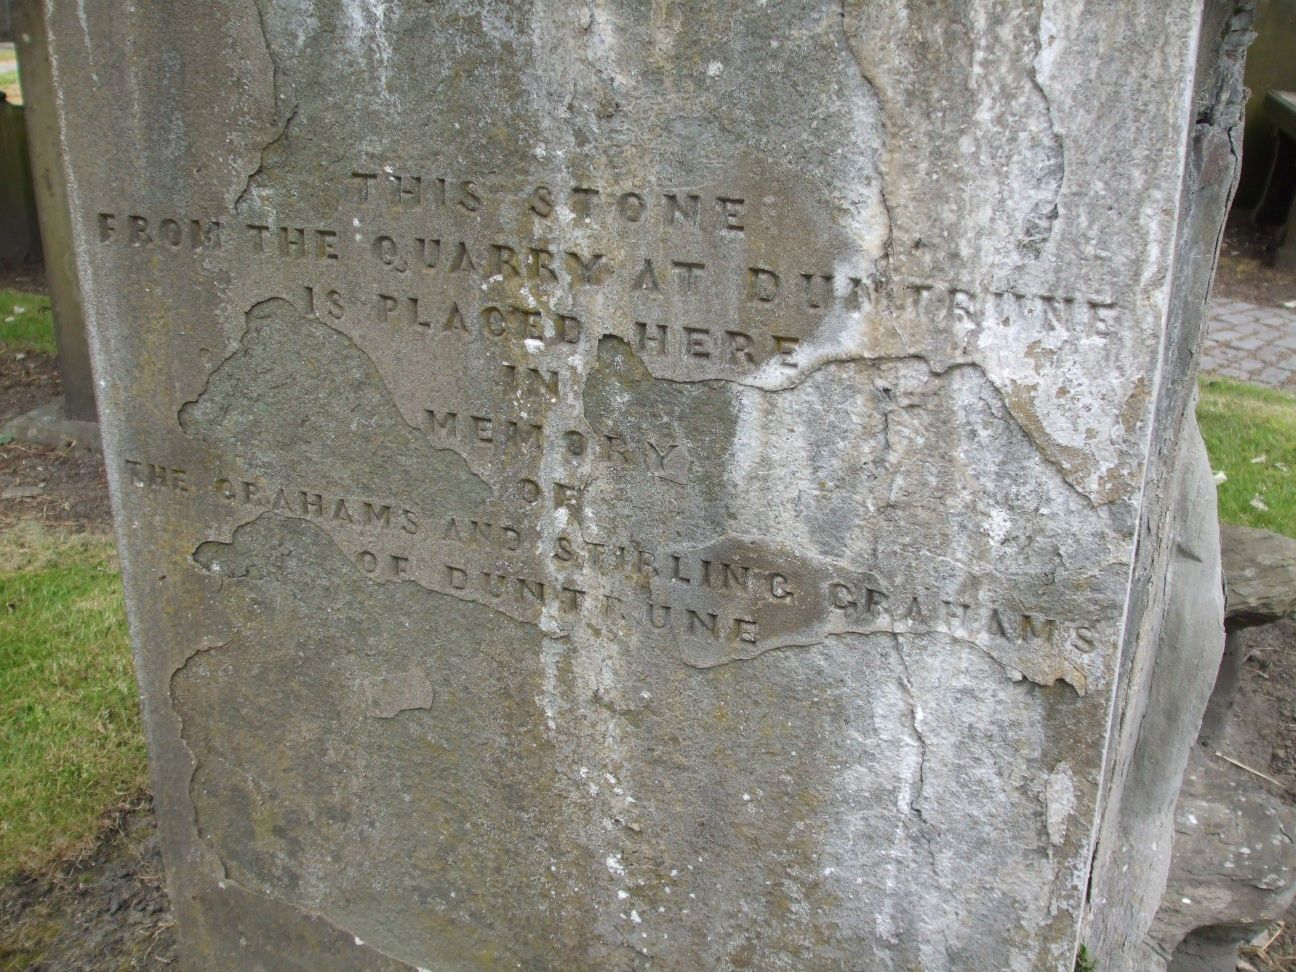 THIS STONE
FROM THE QUARRY AT DUNTRUNE
IS PLACED HERE
IN
MEMORY
OF
THE GRAHAMS AND STIRLING GRAHAMS
OF DUNTRUNE